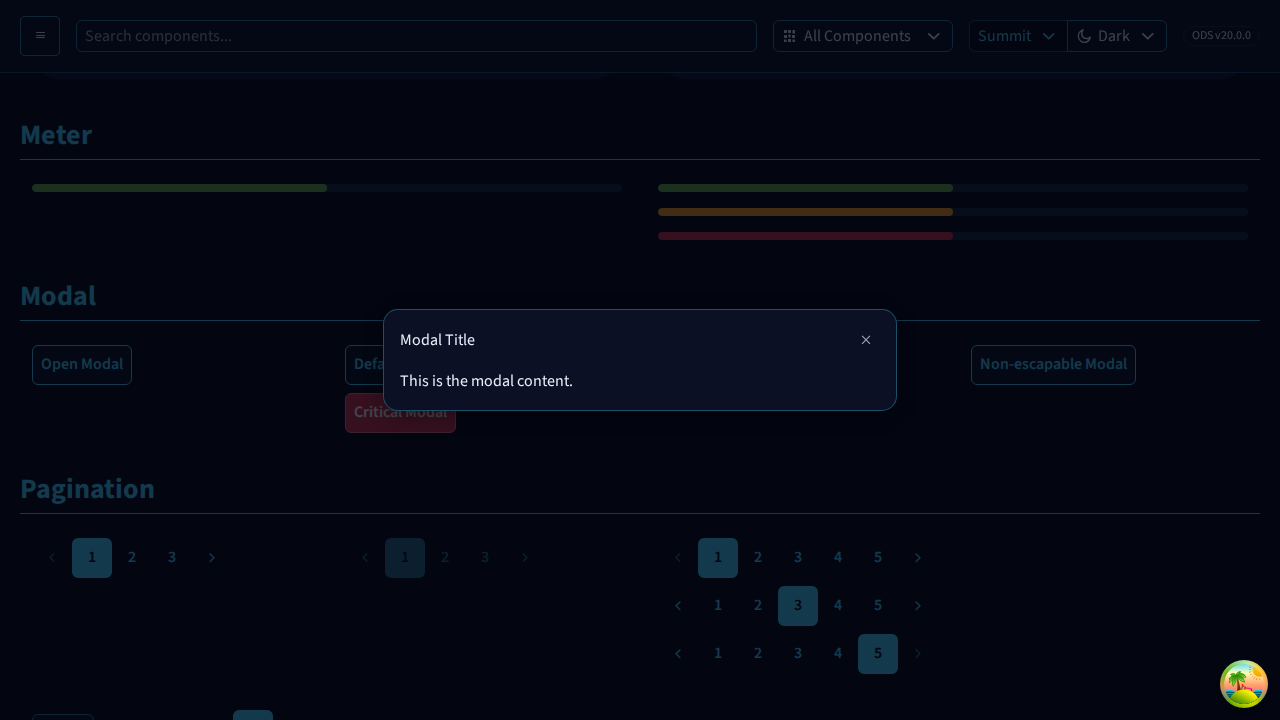 Search components...
All Components
Summit
Dark
ODS v20.0.0
Meter
Modal
Open Modal
Non-escapable Modal
Modal Title
This is the modal content.
Critical Modal
Pagination
1 2 3
1 2 3
1 2 3 4 5
1 2 3 4 5
1 2 3 4 5